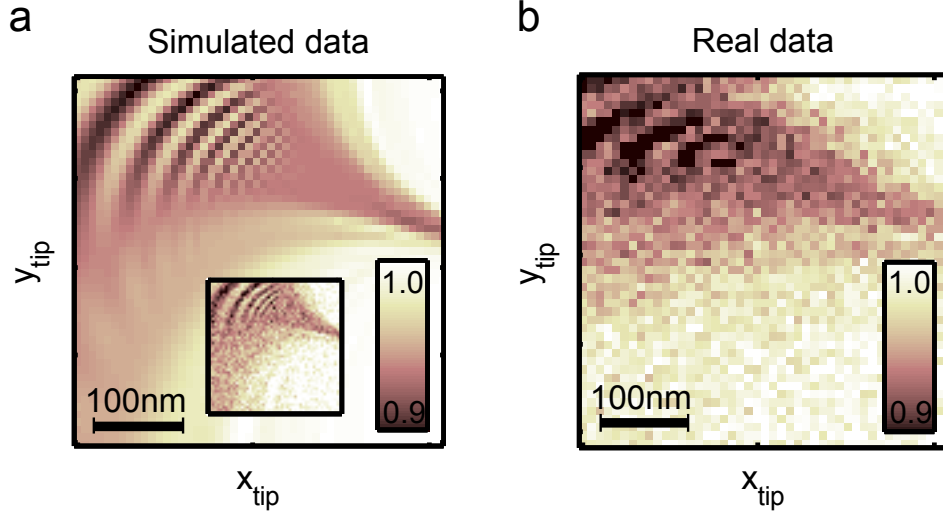 a
Simulated data
y_tip
100nm
1.0
0.9
x_tip
b
Real data
y_tip
100nm
1.0
0.9
x_tip